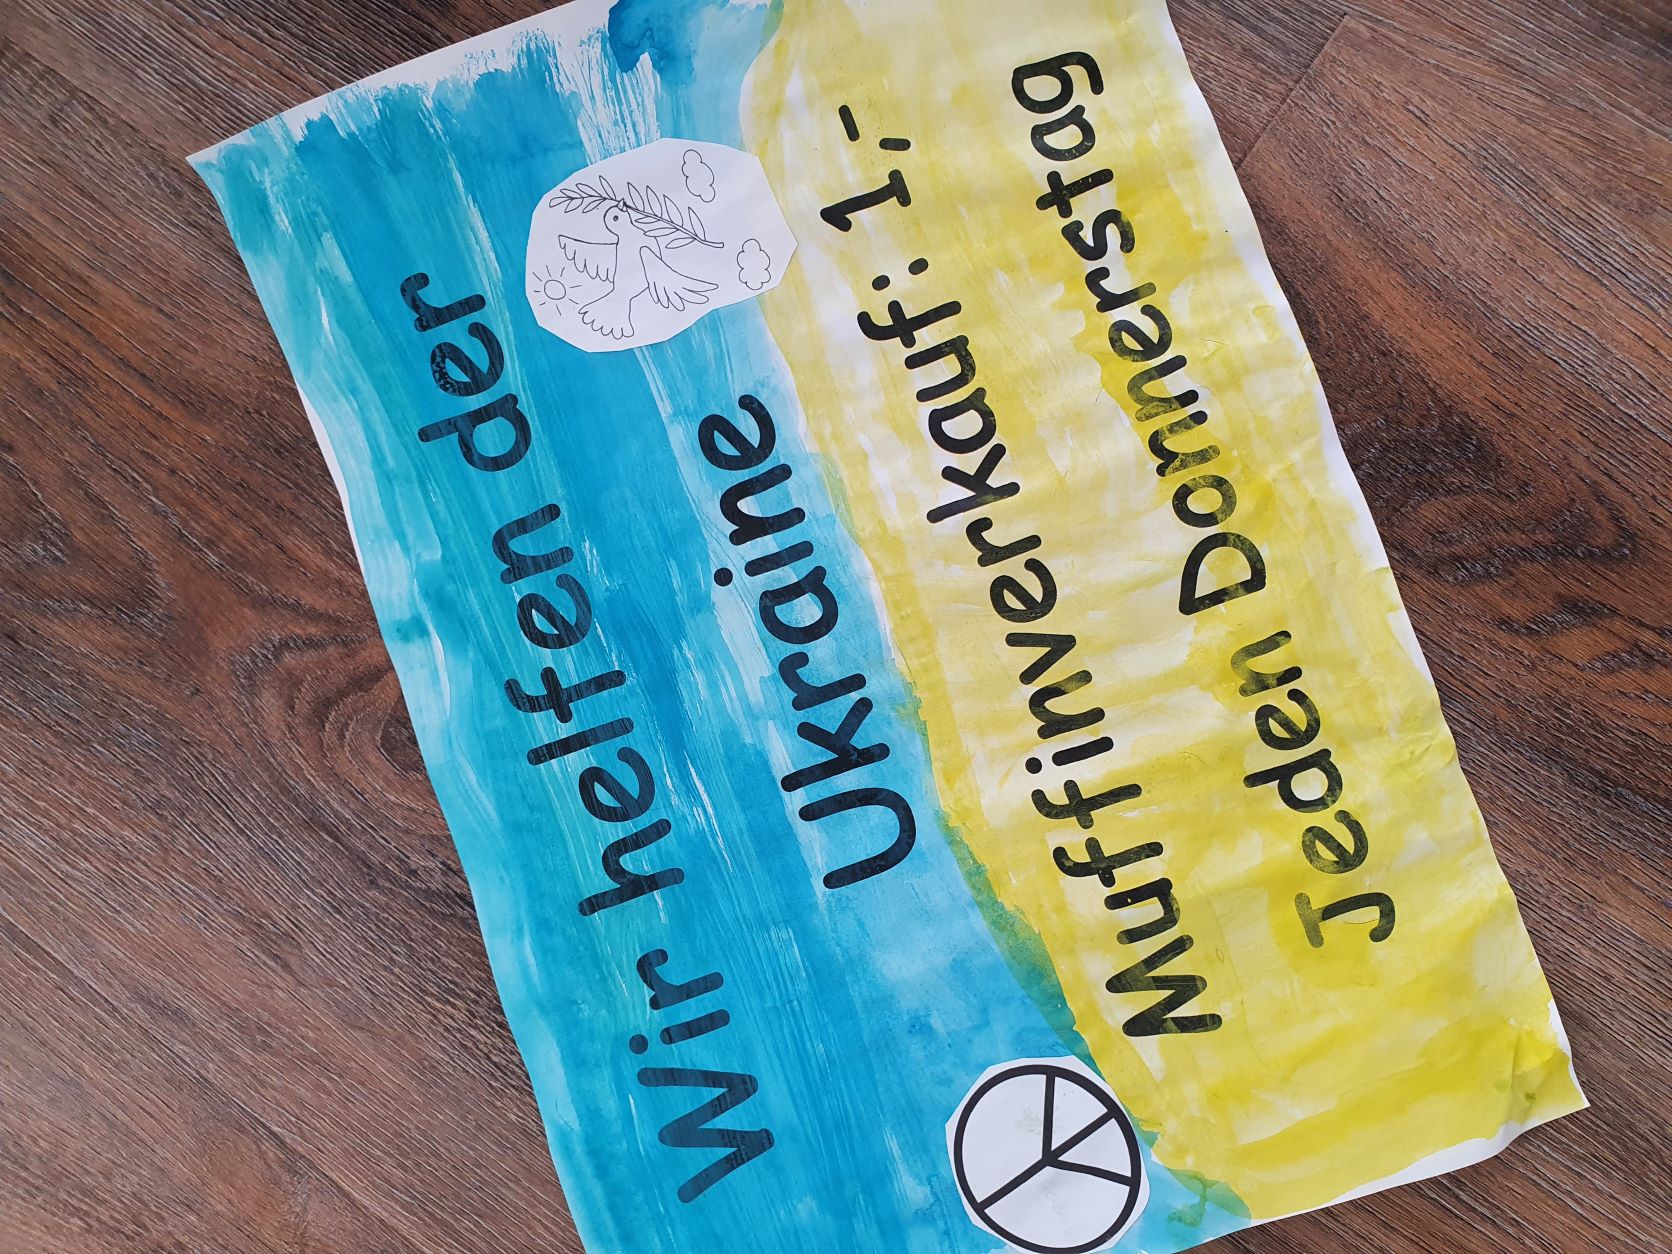 Wir helfen der
Ukraine
Muffinverkauf: 1,-
Jeden Donnerstag